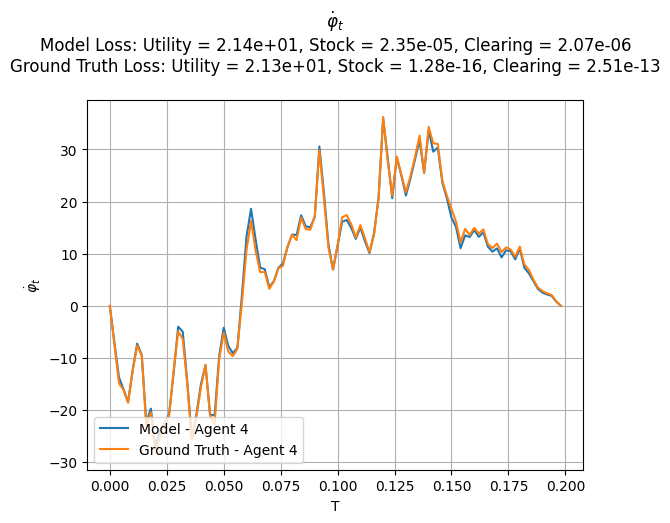 φ̇ₜ
Model Loss: Utility = 2.14e+01, Stock = 2.35e-05, Clearing = 2.07e-06
Ground Truth Loss: Utility = 2.13e+01, Stock = 1.28e-16, Clearing = 2.51e-13
φ̇ₜ
30
20
10
0
−10
−20
−30
Model - Agent 4
Ground Truth - Agent 4
0.000 0.025 0.050 0.075 0.100 0.125 0.150 0.175 0.200
T